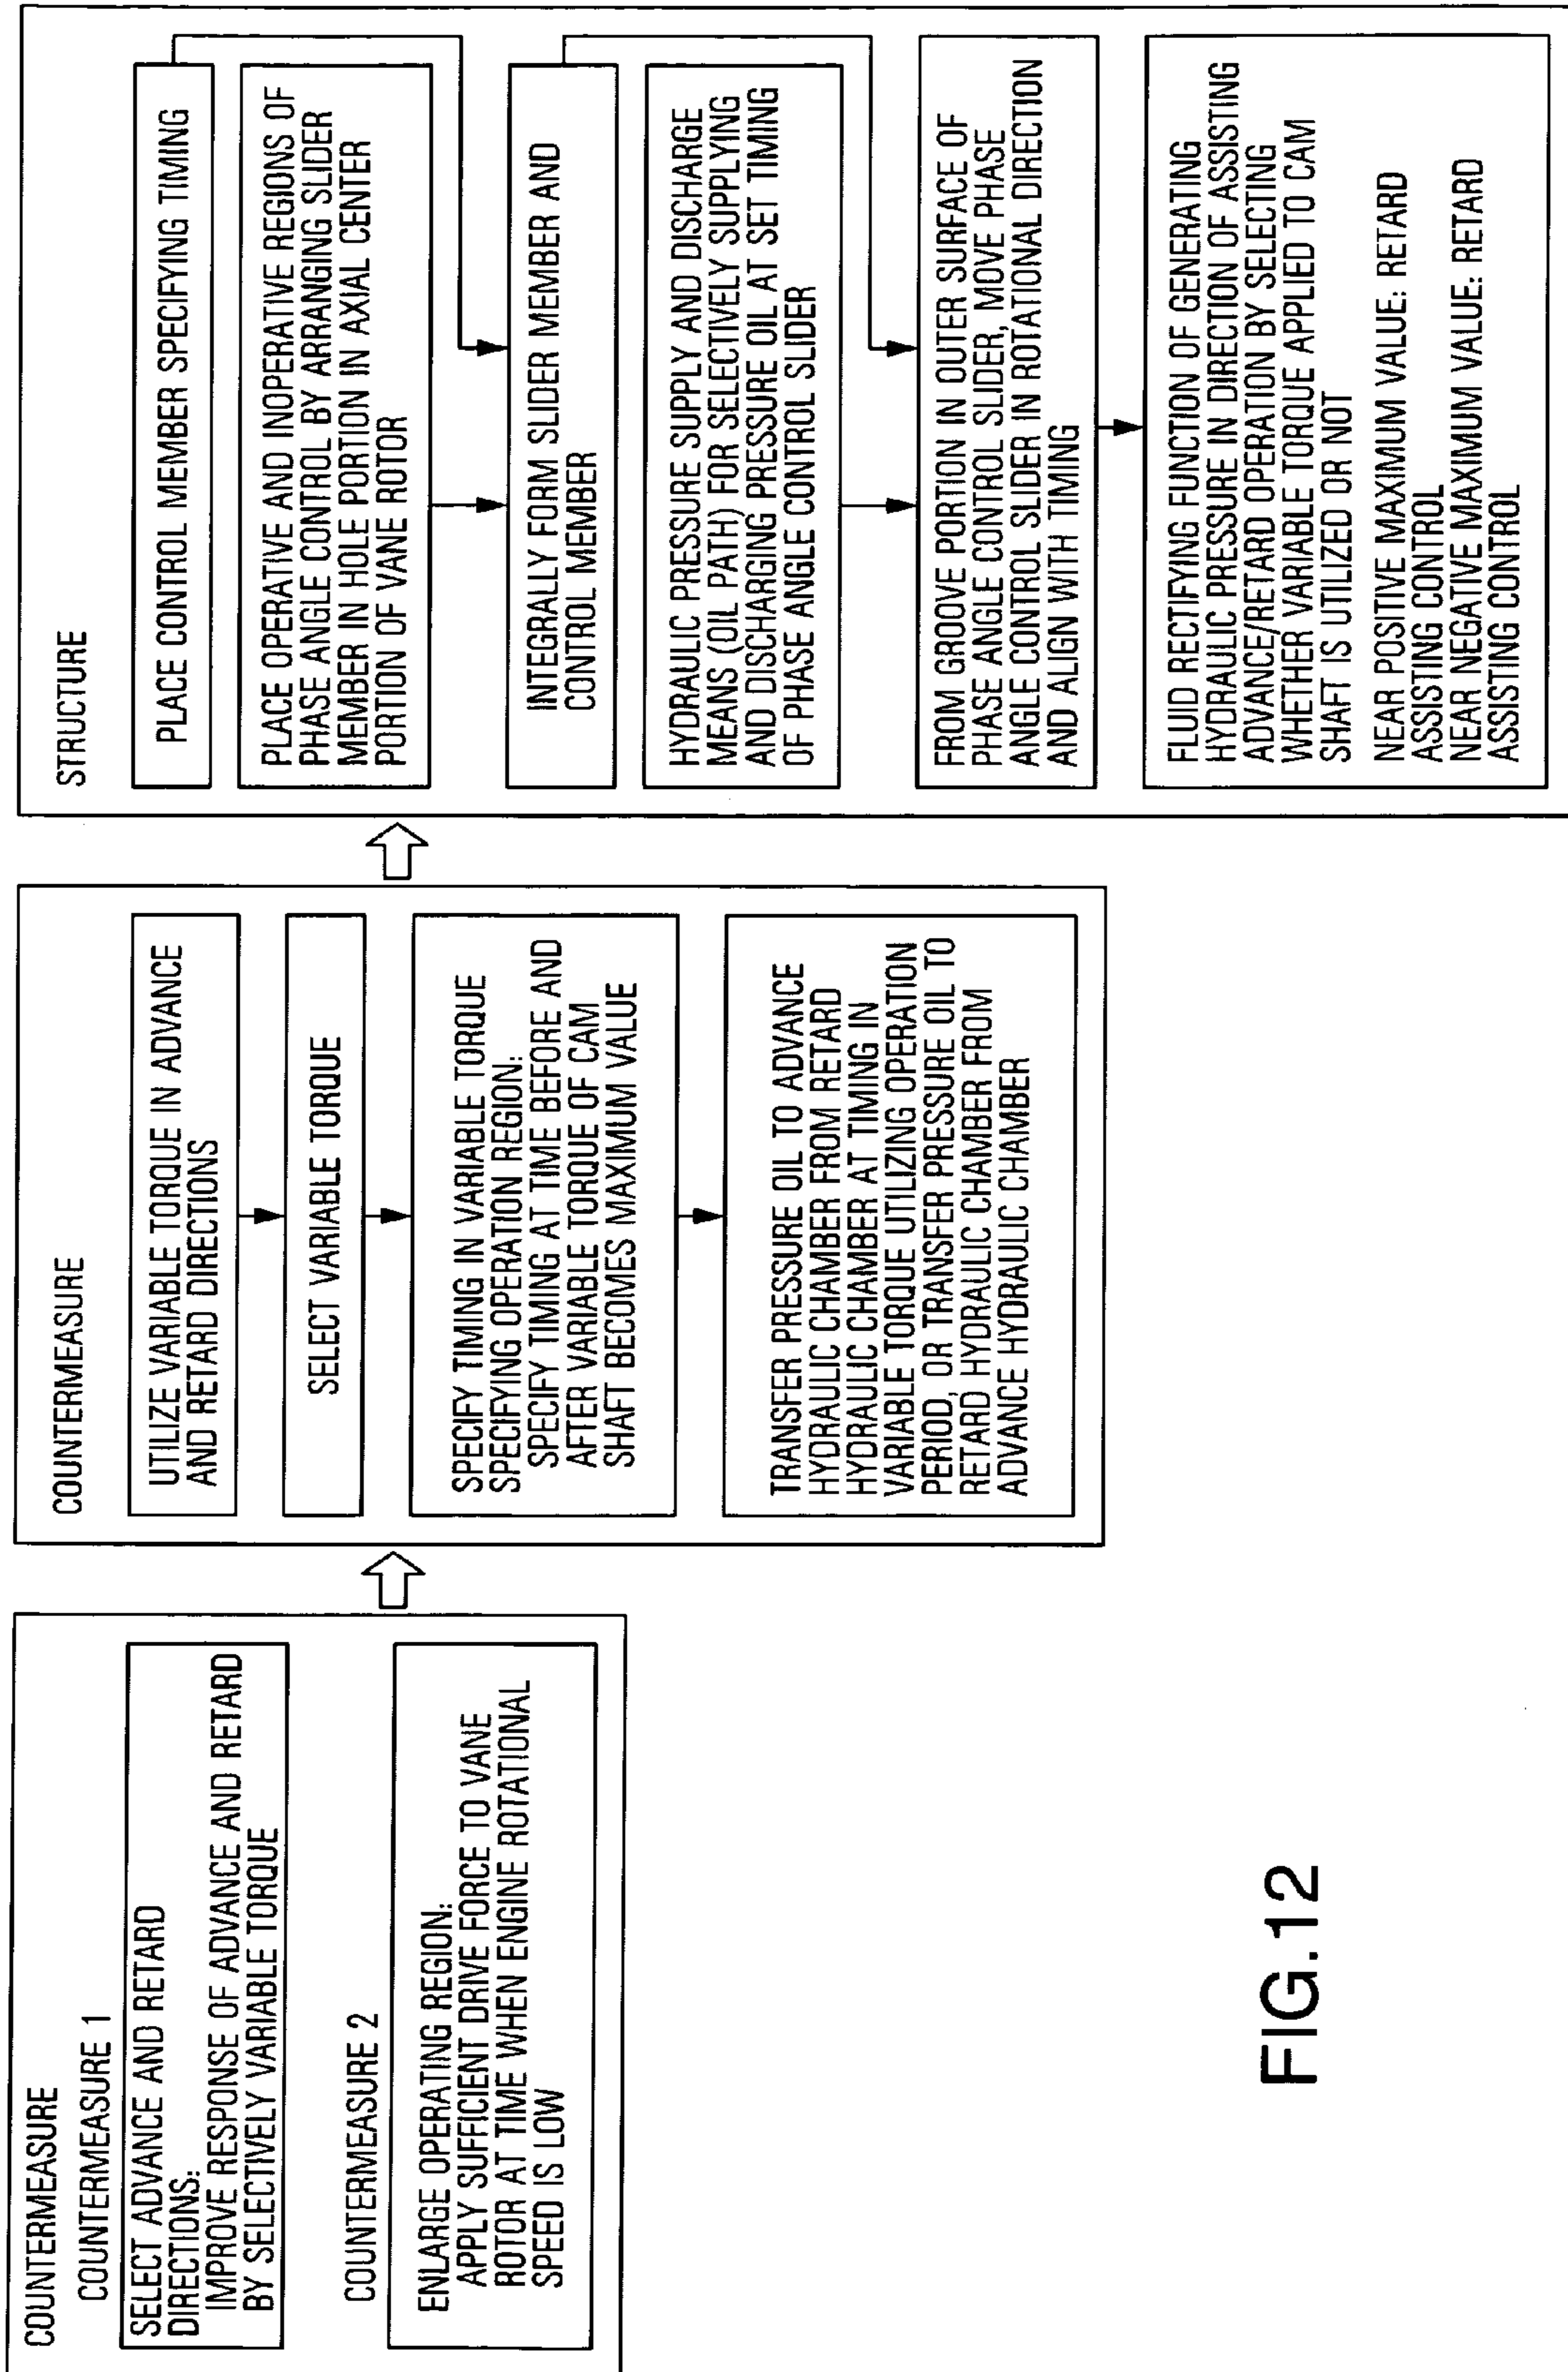 COUNTERMEASURE
COUNTERMEASURE 1
SELECT ADVANCE AND RETARD
DIRECTIONS:
IMPROVE RESPONSE OF ADVANCE AND RETARD
BY SELECTIVELY VARIABLE TORQUE
COUNTERMEASURE 2
ENLARGE OPERATING REGION:
APPLY SUFFICIENT DRIVE FORCE TO VANE
ROTOR AT TIME WHEN ENGINE ROTATIONAL
SPEED IS LOW
COUNTERMEASURE
UTILIZE VARIABLE TORQUE IN ADVANCE
AND RETARD DIRECTIONS
SELECT VARIABLE TORQUE
SPECIFY TIMING IN VARIABLE TORQUE
SPECIFYING OPERATION REGION:
SPECIFY TIMING AT TIME BEFORE AND
AFTER VARIABLE TORQUE OF CAM
SHAFT BECOMES MAXIMUM VALUE
TRANSFER PRESSURE OIL TO ADVANCE
HYDRAULIC CHAMBER FROM RETARD
HYDRAULIC CHAMBER AT TIMING IN
VARIABLE TORQUE UTILIZING OPERATION
PERIOD, OR TRANSFER PRESSURE OIL TO
RETARD HYDRAULIC CHAMBER FROM
ADVANCE HYDRAULIC CHAMBER
STRUCTURE
PLACE CONTROL MEMBER SPECIFYING TIMING
PLACE OPERATIVE AND INOPERATIVE REGIONS OF
PHASE ANGLE CONTROL BY ARRANGING SLIDER
MEMBER IN HOLE PORTION IN AXIAL CENTER
PORTION OF VANE ROTOR
INTEGRALLY FORM SLIDER MEMBER AND
CONTROL MEMBER
HYDRAULIC PRESSURE SUPPLY AND DISCHARGE
MEANS (OIL PATH) FOR SELECTIVELY SUPPLYING
AND DISCHARGING PRESSURE OIL AT SET TIMING
OF PHASE ANGLE CONTROL SLIDER
FROM GROOVE PORTION IN OUTER SURFACE OF
PHASE ANGLE CONTROL SLIDER, MOVE PHASE
ANGLE CONTROL SLIDER IN ROTATIONAL DIRECTION
AND ALIGN WITH TIMING
FLUID RECTIFYING FUNCTION OF GENERATING
HYDRAULIC PRESSURE IN DIRECTION OF ASSISTING
ADVANCE/RETARD OPERATION BY SELECTING
WHETHER VARIABLE TORQUE APPLIED TO CAM
SHAFT IS UTILIZED OR NOT
NEAR POSITIVE MAXIMUM VALUE: RETARD
ASSISTING CONTROL
NEAR NEGATIVE MAXIMUM VALUE: RETARD
ASSISTING CONTROL
FIG.12